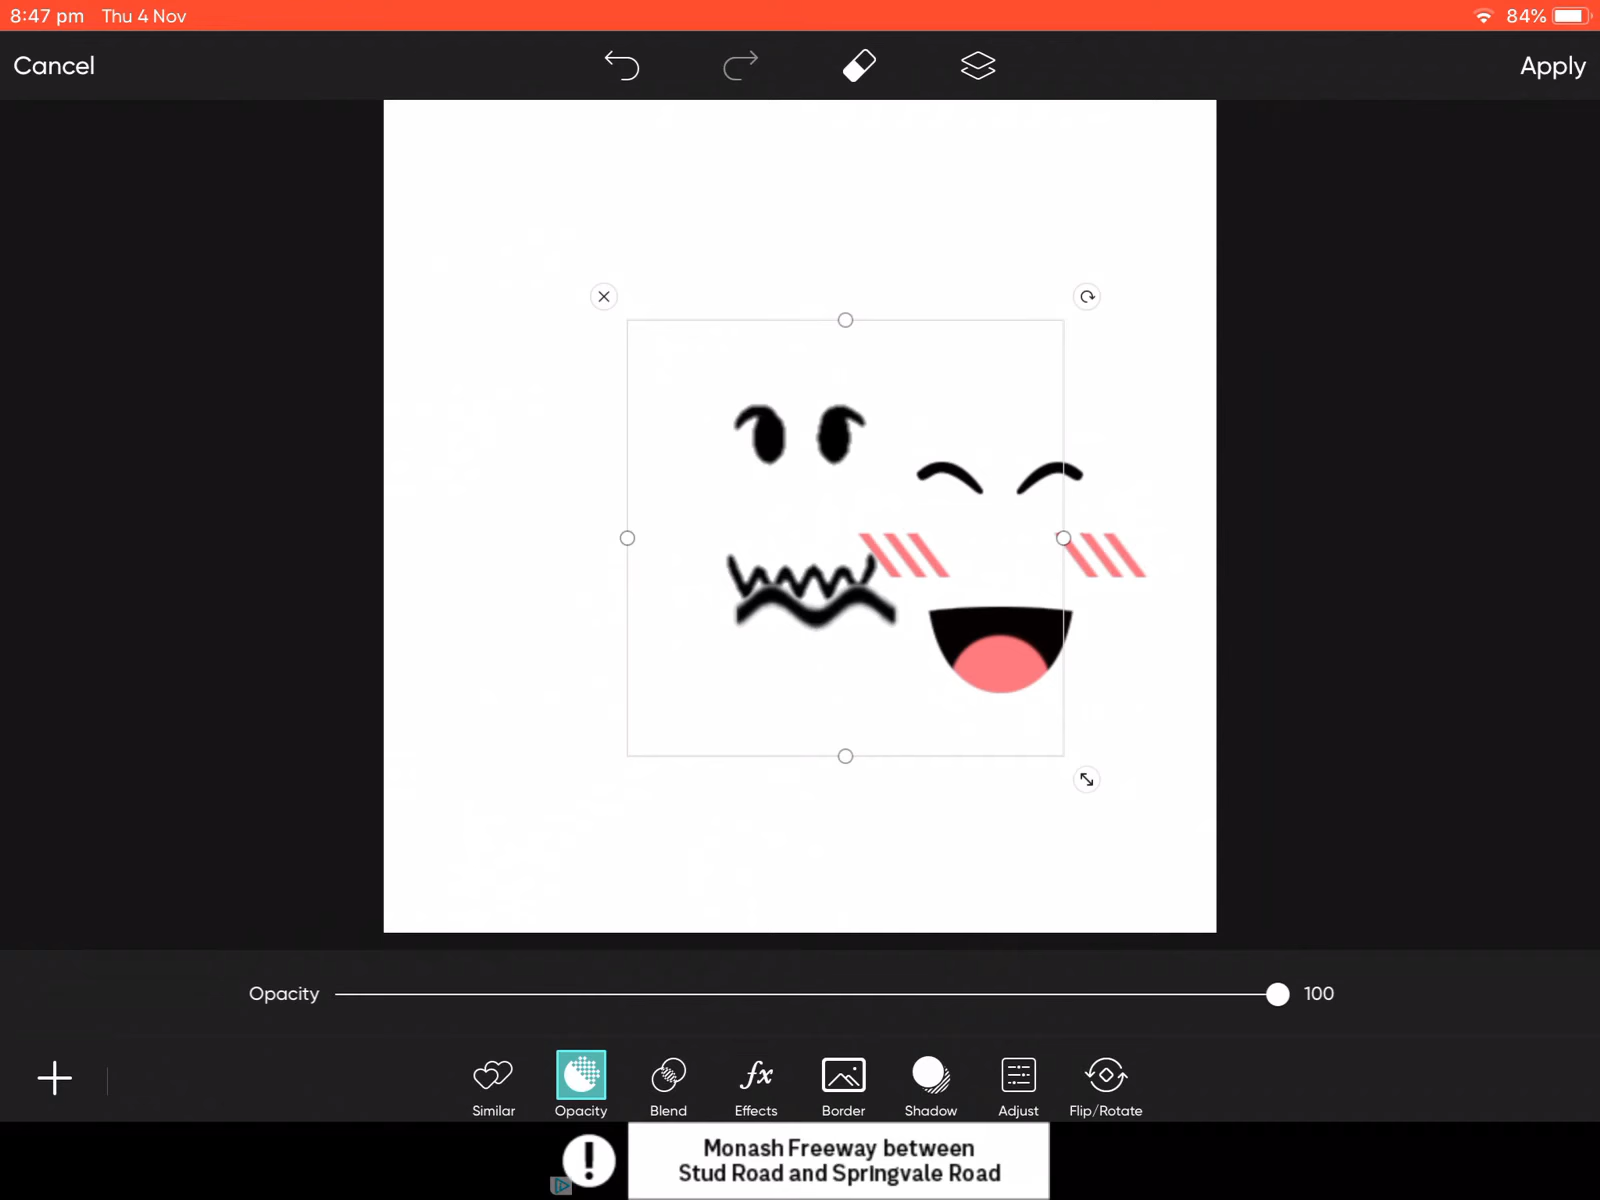 8:47 pm Thu 4 Nov 84%
Cancel Apply
Opacity 100
Similar Opacity Blend Effects Border Shadow Adjust Flip/Rotate
Monash Freeway between
Stud Road and Springvale Road